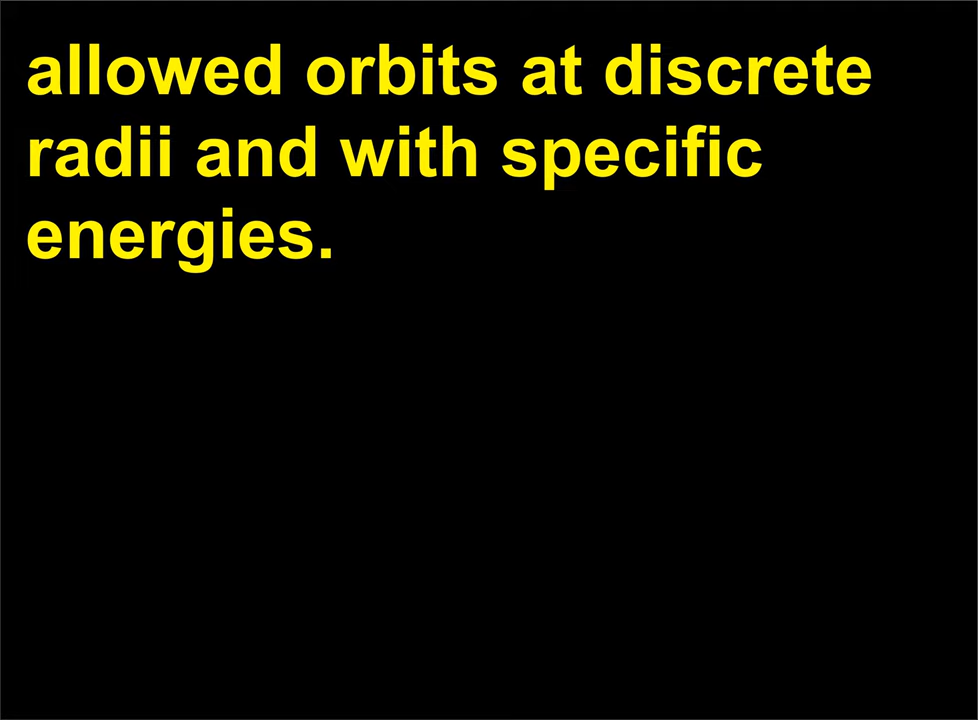 allowed orbits at discrete
radii and with specific
energies.